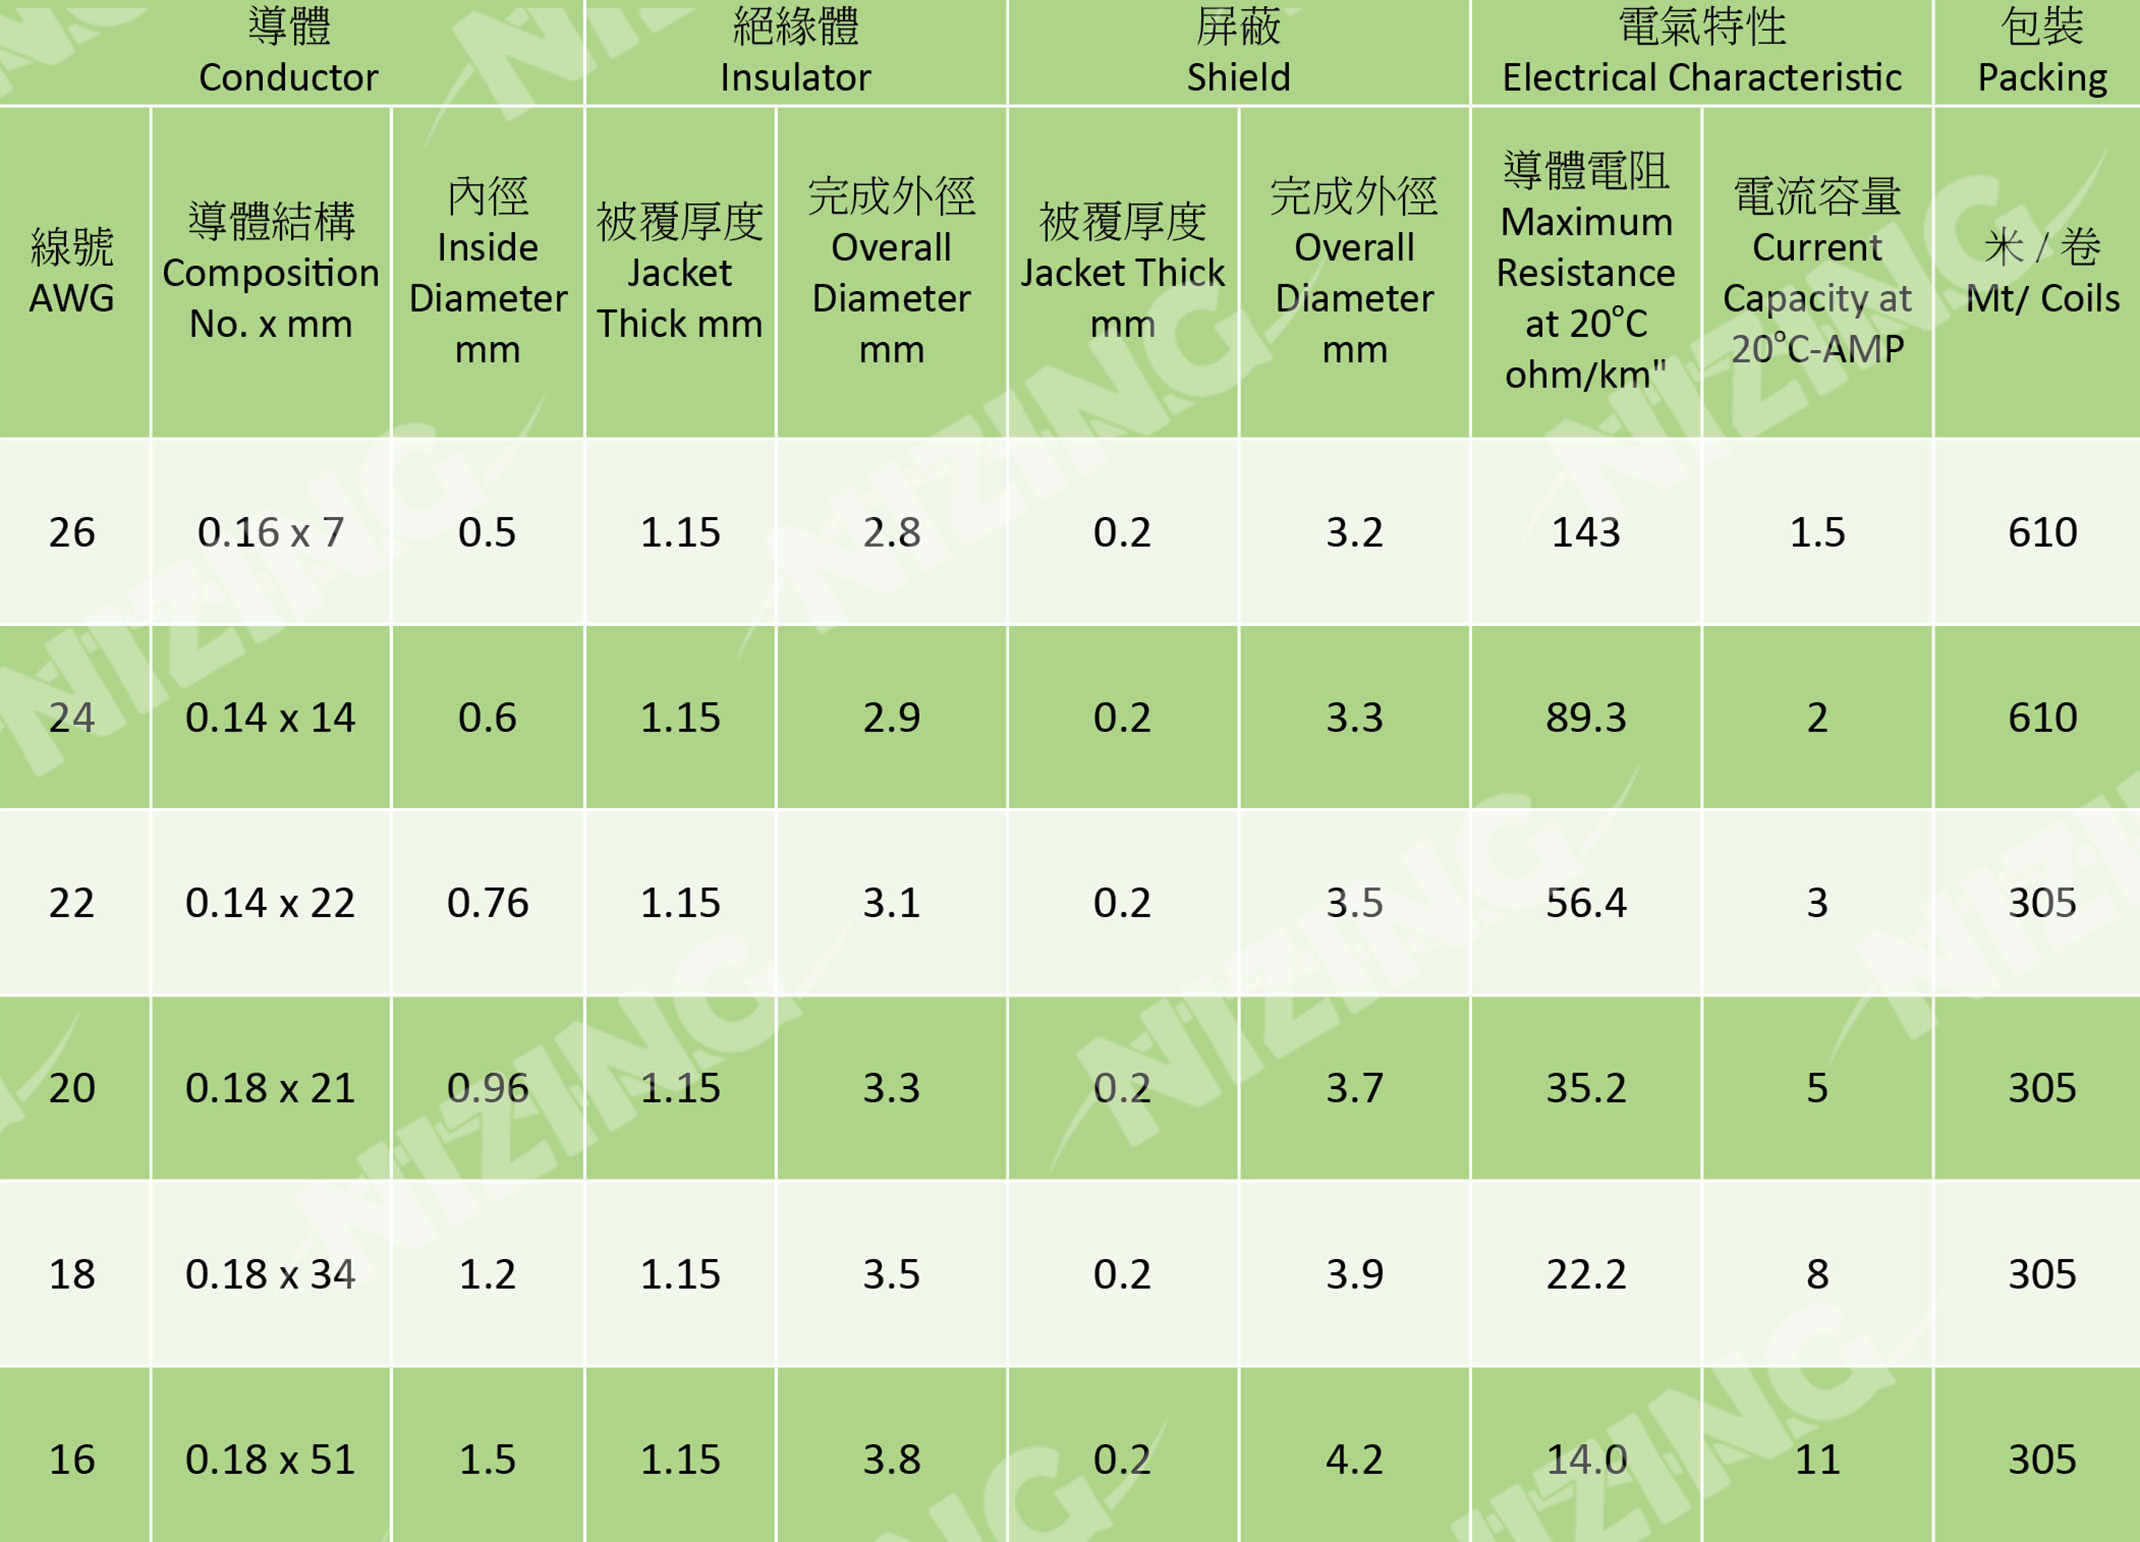 導體
Conductor
絕緣體
Insulator
屏蔽
Shield
電氣特性
Electrical Characteristic
包裝
Packing
線號
AWG
導體結構
Composition
No. x mm
內徑
Inside
Diameter
mm
被覆厚度
Jacket
Thick mm
完成外徑
Overall
Diameter
mm
被覆厚度
Jacket Thick
mm
完成外徑
Overall
Diameter
mm
導體電阻
Maximum
Resistance
at 20°C
ohm/km"
電流容量
Current
Capacity at
20°C-AMP
米 / 卷
Mt/ Coils
26 0.16 x 7 0.5 1.15 2.8 0.2 3.2 143 1.5 610
24 0.14 x 14 0.6 1.15 2.9 0.2 3.3 89.3 2 610
22 0.14 x 22 0.76 1.15 3.1 0.2 3.5 56.4 3 305
20 0.18 x 21 0.96 1.15 3.3 0.2 3.7 35.2 5 305
18 0.18 x 34 1.2 1.15 3.5 0.2 3.9 22.2 8 305
16 0.18 x 51 1.5 1.15 3.8 0.2 4.2 14.0 11 305
NIZING
NIZING
NIZING
NIZING
NIZING
NIZING
NIZING